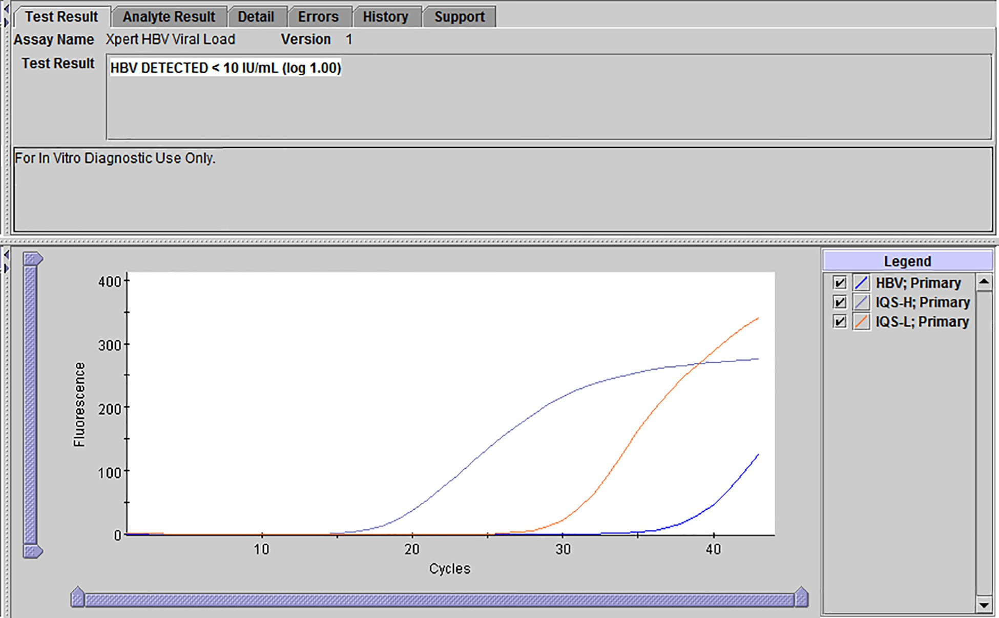 Test Result Analyte Result Detail Errors History Support
Assay Name Xpert HBV Viral Load Version 1
Test Result HBV DETECTED < 10 IU/mL (log 1.00)
For In Vitro Diagnostic Use Only.
Legend
HBV; Primary
IQS-H; Primary
IQS-L; Primary
Fluorescence
400
300
200
100
0
10 20 30 40
Cycles